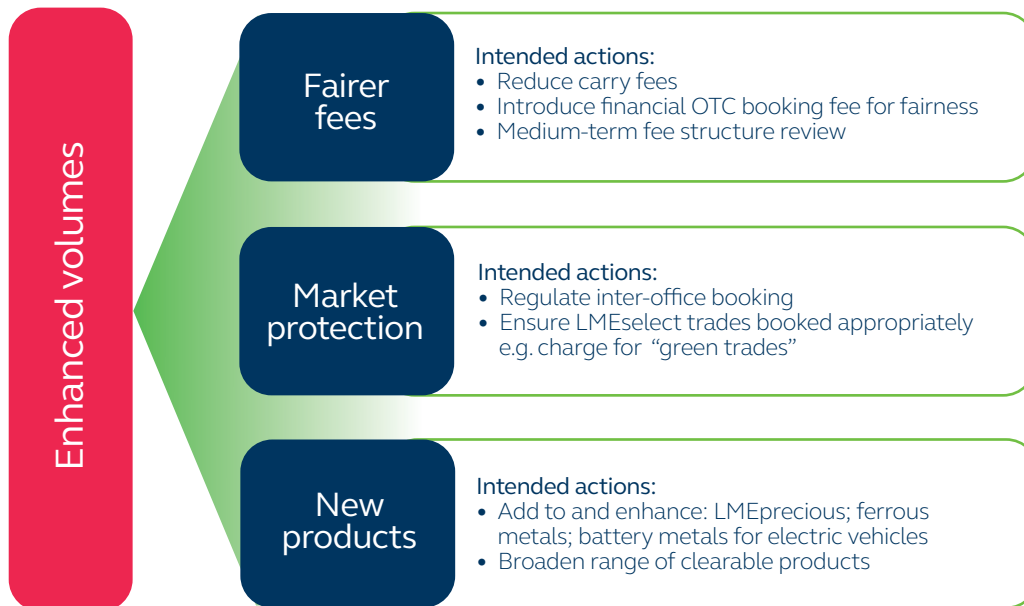 Enhanced volumes
Fairer
fees
Intended actions:
• Reduce carry fees
• Introduce financial OTC booking fee for fairness
• Medium-term fee structure review
Market
protection
Intended actions:
• Regulate inter-office booking
• Ensure LMEselect trades booked appropriately
e.g. charge for “green trades”
New
products
Intended actions:
• Add to and enhance: LMEprecious; ferrous
metals; battery metals for electric vehicles
• Broaden range of clearable products